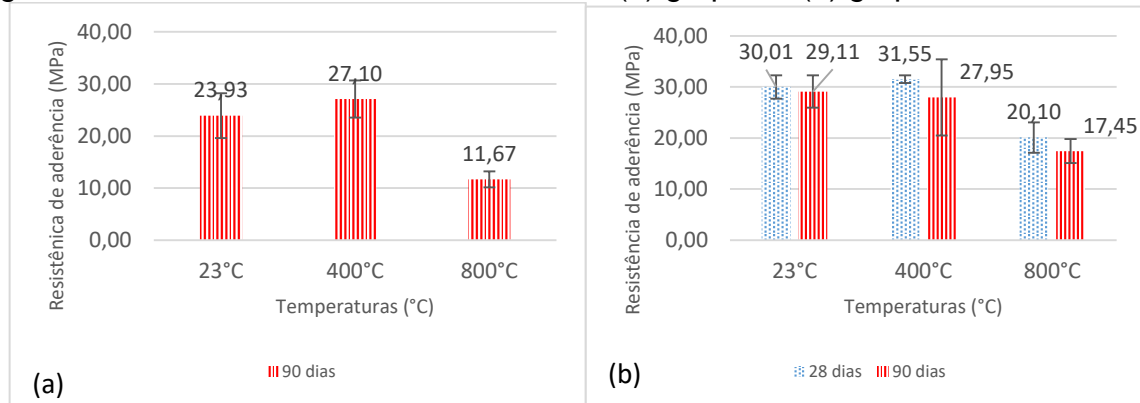 Resistênica de aderência (MPa)
40,00
30,00
20,00
10,00
0,00
23,93
27,10
11,67
23°C
400°C
800°C
Temperaturas (°C)
90 dias
(a)
Resistência de aderência (MPa)
40,00
30,00
20,00
10,00
0,00
30,01
29,11
31,55
27,95
20,10
17,45
23°C
400°C
800°C
Temperaturas (°C)
28 dias
90 dias
(b)